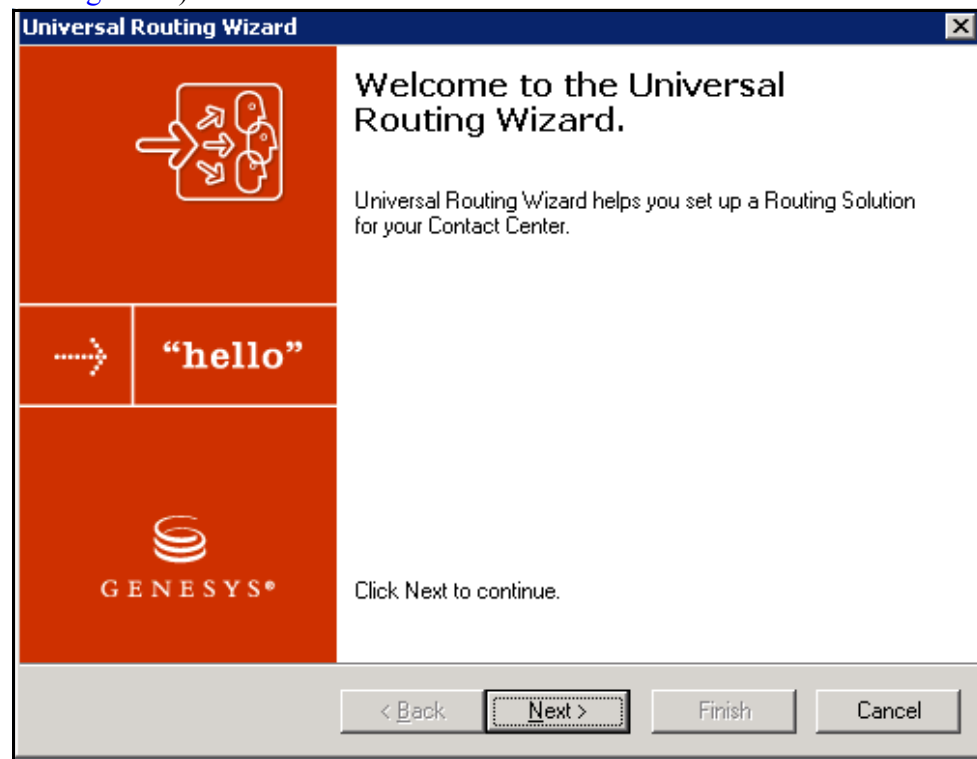 Universal Routing Wizard
Welcome to the Universal
Routing Wizard.
Universal Routing Wizard helps you set up a Routing Solution
for your Contact Center.
“hello”
GENESYS®
Click Next to continue.
< Back
Next >
Finish
Cancel